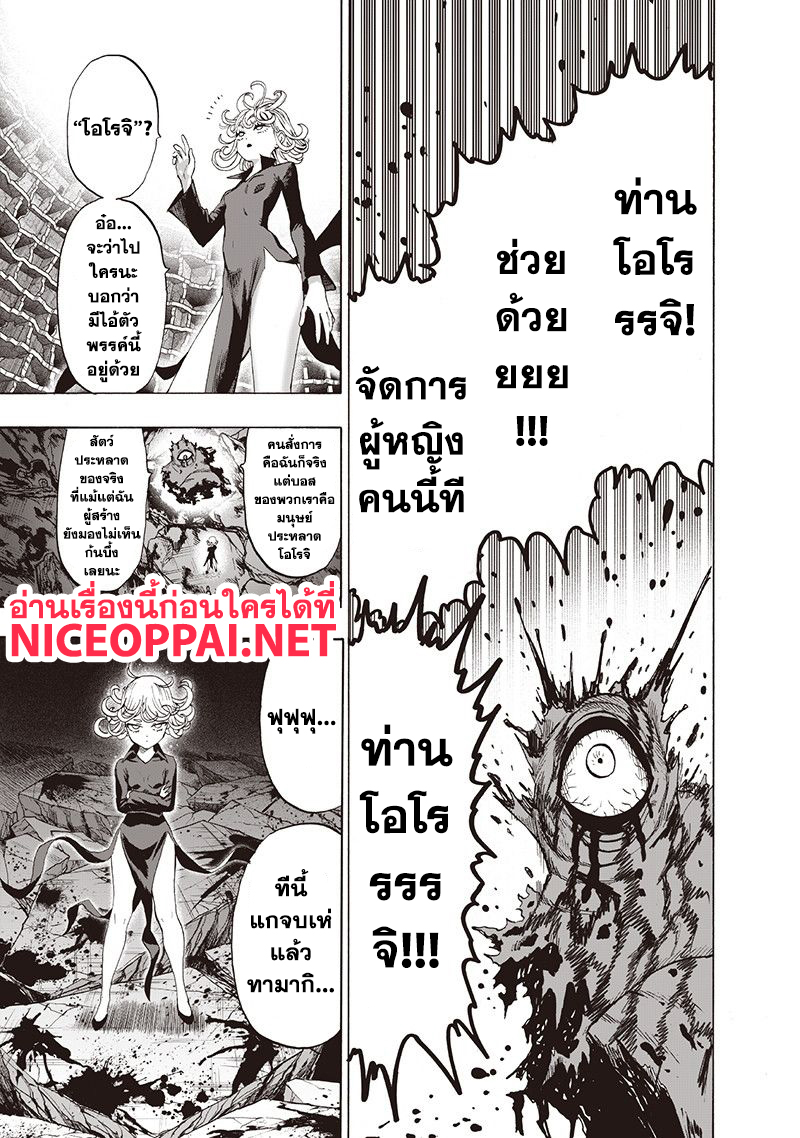 ท่าน
โอโร
รรจิ!
ช่วย
ด้วย
ยยย
!!!
จัดการ
ผู้หญิง
คนนี้ที
ท่าน
โอโร
รรร
จิ!!!
“โอโรจิ”?
อ๋อ...
จะว่าไป
ใครนะ
บอกว่า
มีไอ้ตัว
พรรค์นี้
อยู่ด้วย
คนสั่งการ
คือฉันก็จริง
แต่บอส
ของพวกเราคือ
มนุษย์
ประหลาด
โอโรจิ
สัตว์
ประหลาด
ของจริง
ที่แม้แต่ฉัน
ผู้สร้าง
ยังมองไม่เห็น
ก้นบึ้ง
เลยนะ
อ่านเรื่องนี้ก่อนใครได้ที่
NICEOPPAI.NET
ฟุฟุฟุ...
ทีนี้
แกจบเห่
แล้ว
ทามากิ...